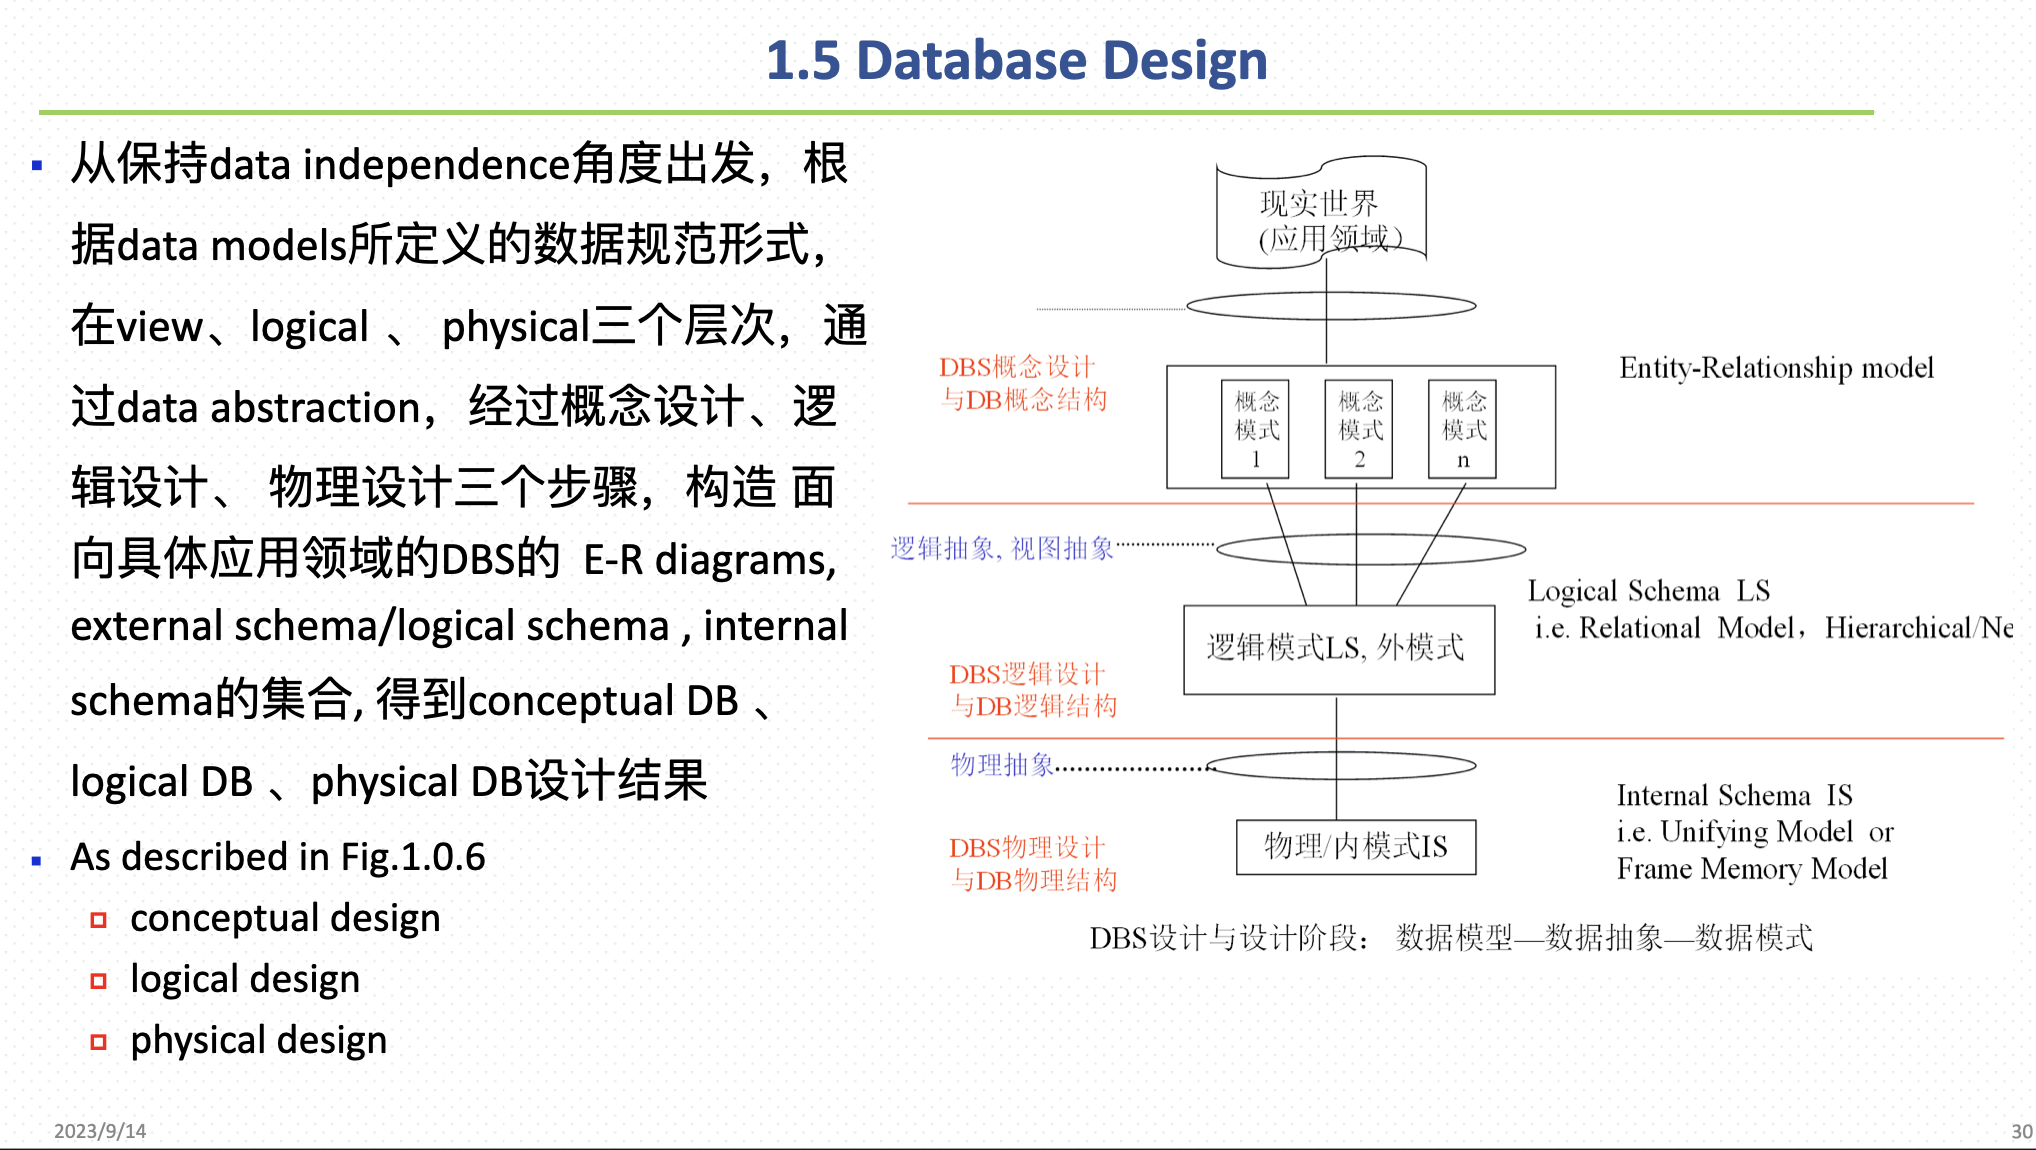 1.5 Database Design
从保持data independence角度出发，根
据data models所定义的数据规范形式，
在view、logical 、 physical三个层次，通
过data abstraction，经过概念设计、逻
辑设计、 物理设计三个步骤，构造 面
向具体应用领域的DBS的 E-R diagrams,
external schema/logical schema , internal
schema的集合, 得到conceptual DB 、
logical DB 、physical DB设计结果
As described in Fig.1.0.6
conceptual design
logical design
physical design
现实世界
(应用领域）
DBS概念设计
与DB概念结构
概念
模式
1
概念
模式
2
概念
模式
n
Entity-Relationship model
逻辑抽象, 视图抽象
Logical Schema LS
i.e. Relational Model，Hierarchical/Ne
逻辑模式LS, 外模式
DBS逻辑设计
与DB逻辑结构
物理抽象
Internal Schema IS
i.e. Unifying Model or
Frame Memory Model
DBS物理设计
与DB物理结构
物理/内模式IS
DBS设计与设计阶段： 数据模型—数据抽象—数据模式
2023/9/14
30